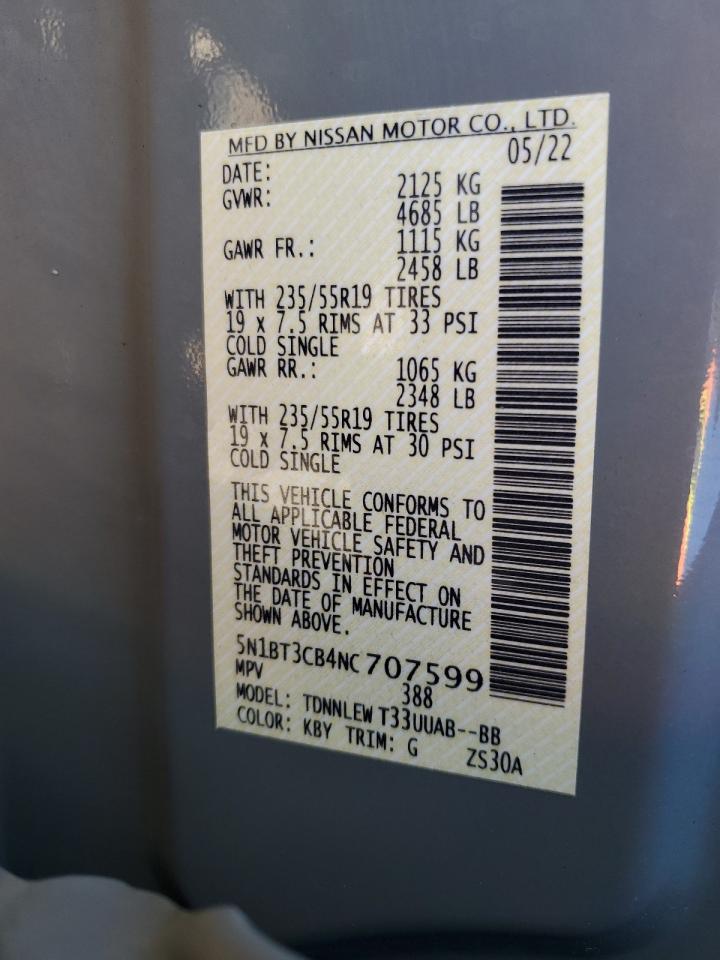 MFD BY NISSAN MOTOR CO., LTD.
DATE: 05/22
GVWR: 2125 KG
4685 LB
GAWR FR.: 1115 KG
2458 LB
WITH 235/55R19 TIRES
19 x 7.5 RIMS AT 33 PSI
COLD SINGLE
GAWR RR.: 1065 KG
2348 LB
WITH 235/55R19 TIRES
19 x 7.5 RIMS AT 30 PSI
COLD SINGLE
THIS VEHICLE CONFORMS TO
ALL APPLICABLE FEDERAL
MOTOR VEHICLE SAFETY AND
THEFT PREVENTION
STANDARDS IN EFFECT ON
THE DATE OF MANUFACTURE
SHOWN ABOVE.
5N1BT3CB4NC707599
MPV 388
MODEL: TDNNLEW T33UUAB--BB
COLOR: KBY TRIM: G ZS30A